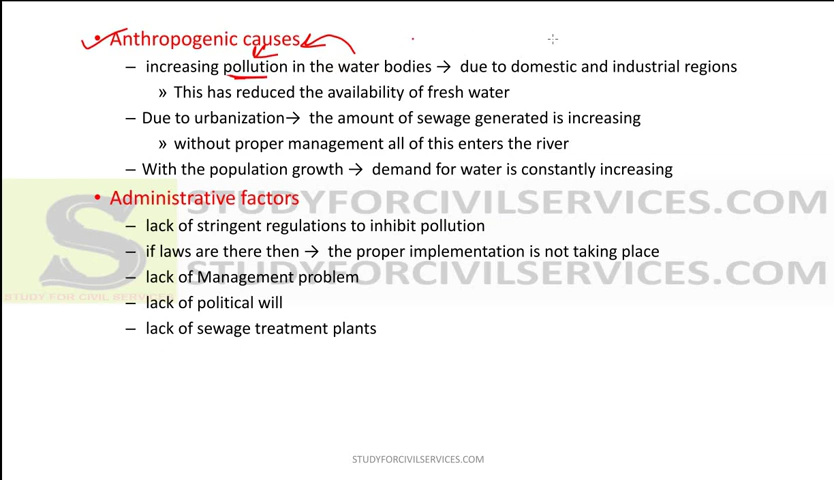 • Anthropogenic causes
– increasing pollution in the water bodies → due to domestic and industrial regions
» This has reduced the availability of fresh water
– Due to urbanization→ the amount of sewage generated is increasing
» without proper management all of this enters the river
– With the population growth → demand for water is constantly increasing
• Administrative factors
STUDYFORCIVILSERVICES.COM
– lack of stringent regulations to inhibit pollution
– if laws are there then → the proper implementation is not taking place
– lack of Management problem
STUDYFORCIVILSERVICES.COM
S
STUDY FOR CIVIL SERVICES
– lack of political will
– lack of sewage treatment plants
STUDYFORCIVILSERVICES.COM